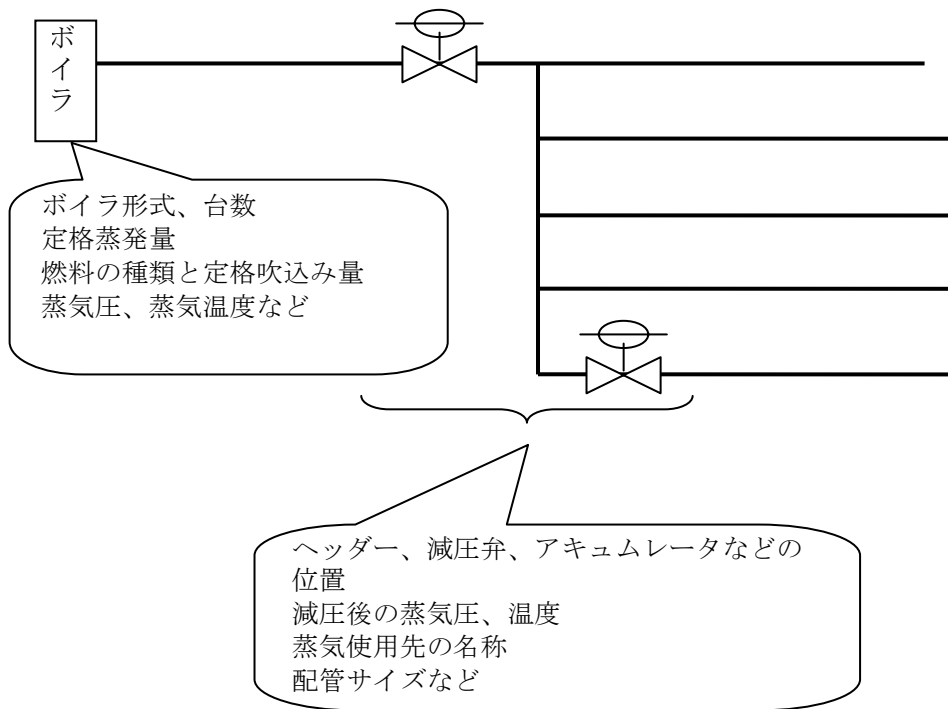 ボイラ
ボイラ形式、台数
定格蒸発量
燃料の種類と定格吹込み量
蒸気圧、蒸気温度など
ヘッダー、減圧弁、アキュムレータなどの
位置
減圧後の蒸気圧、温度
蒸気使用先の名称
配管サイズなど